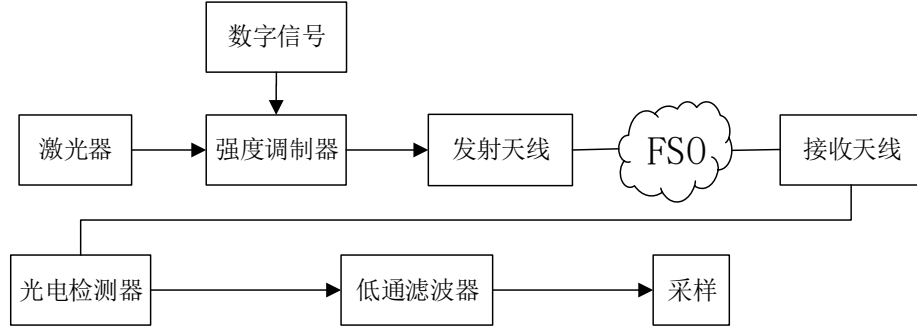 数字信号
激光器
强度调制器
发射天线
FSO
接收天线
光电检测器
低通滤波器
采样